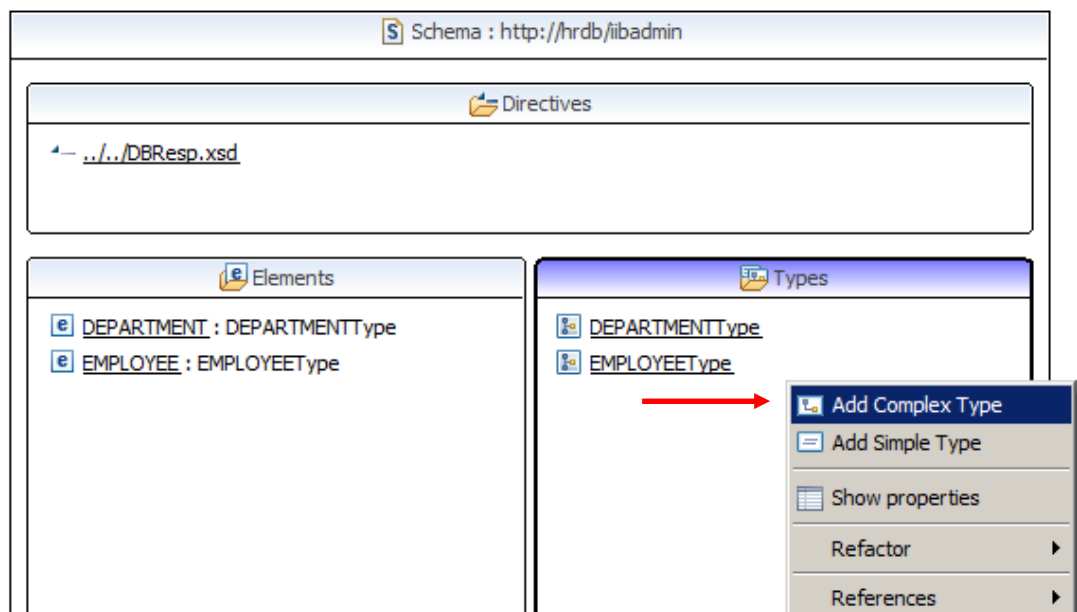 Schema : http://hrdb/iibadmin
Directives
../../DBResp.xsd
Elements
DEPARTMENT : DEPARTMENTType
EMPLOYEE : EMPLOYEEType
Types
DEPARTMENTType
EMPLOYEEType
Add Complex Type
Add Simple Type
Show properties
Refactor
References